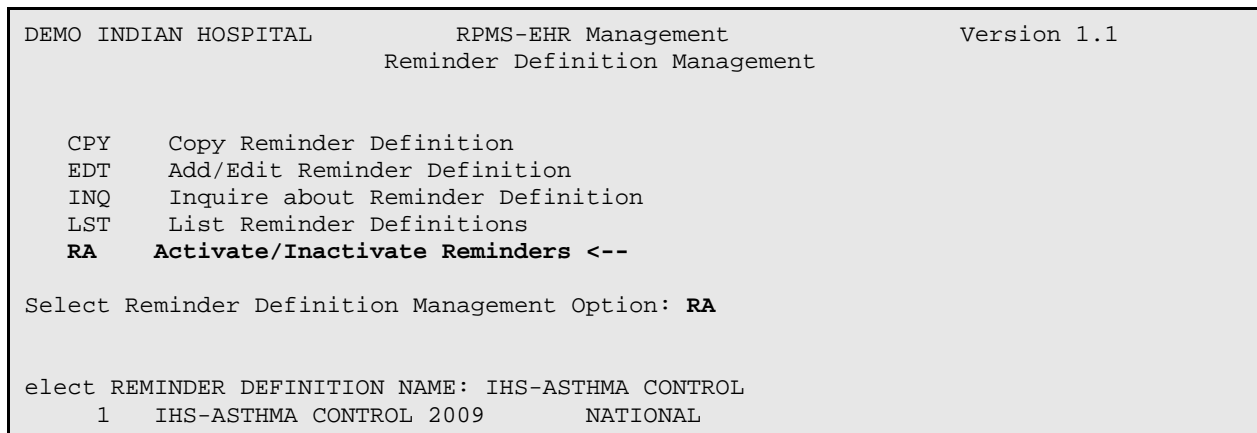 DEMO INDIAN HOSPITAL RPMS-EHR Management Version 1.1
Reminder Definition Management
CPY Copy Reminder Definition
EDT Add/Edit Reminder Definition
INQ Inquire about Reminder Definition
LST List Reminder Definitions
RA Activate/Inactivate Reminders <--
Select Reminder Definition Management Option: RA
elect REMINDER DEFINITION NAME: IHS-ASTHMA CONTROL
1 IHS-ASTHMA CONTROL 2009 NATIONAL